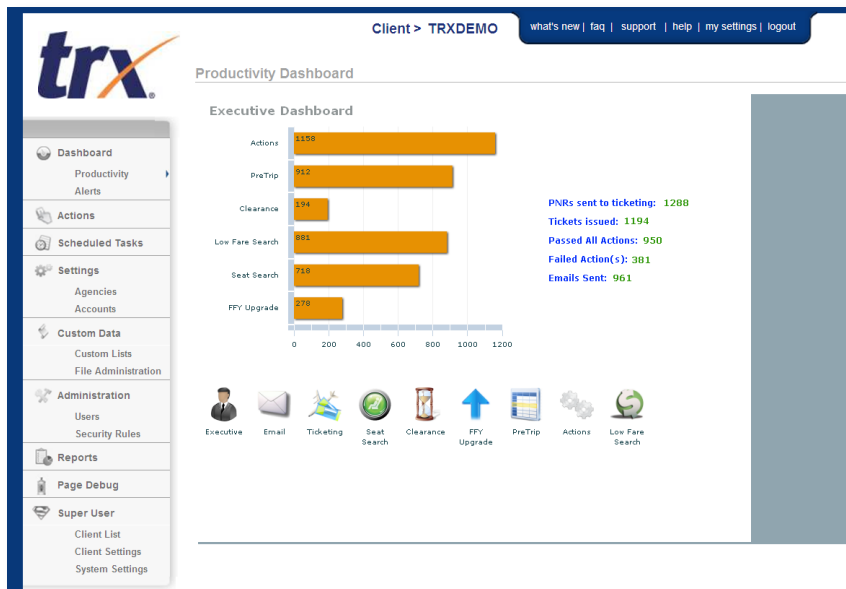 Client > TRXDEMO
what's new | faq | support | help | my settings | logout
trx.
Productivity Dashboard
Dashboard
Productivity
Alerts
Actions
Scheduled Tasks
Settings
Agencies
Accounts
Custom Data
Custom Lists
File Administration
Administration
Users
Security Rules
Reports
Page Debug
Super User
Client List
Client Settings
System Settings
Executive Dashboard
Actions 1158
PreTrip 912
Clearance 194
Low Fare Search 881
Seat Search 718
FFY Upgrade 278
0 200 400 600 800 1000 1200
PNRs sent to ticketing: 1288
Tickets issued: 1194
Passed All Actions: 950
Failed Action(s): 381
Emails Sent: 961
Executive
Email
Ticketing
Seat
Search
Clearance
FFY
Upgrade
PreTrip
Actions
Low Fare
Search